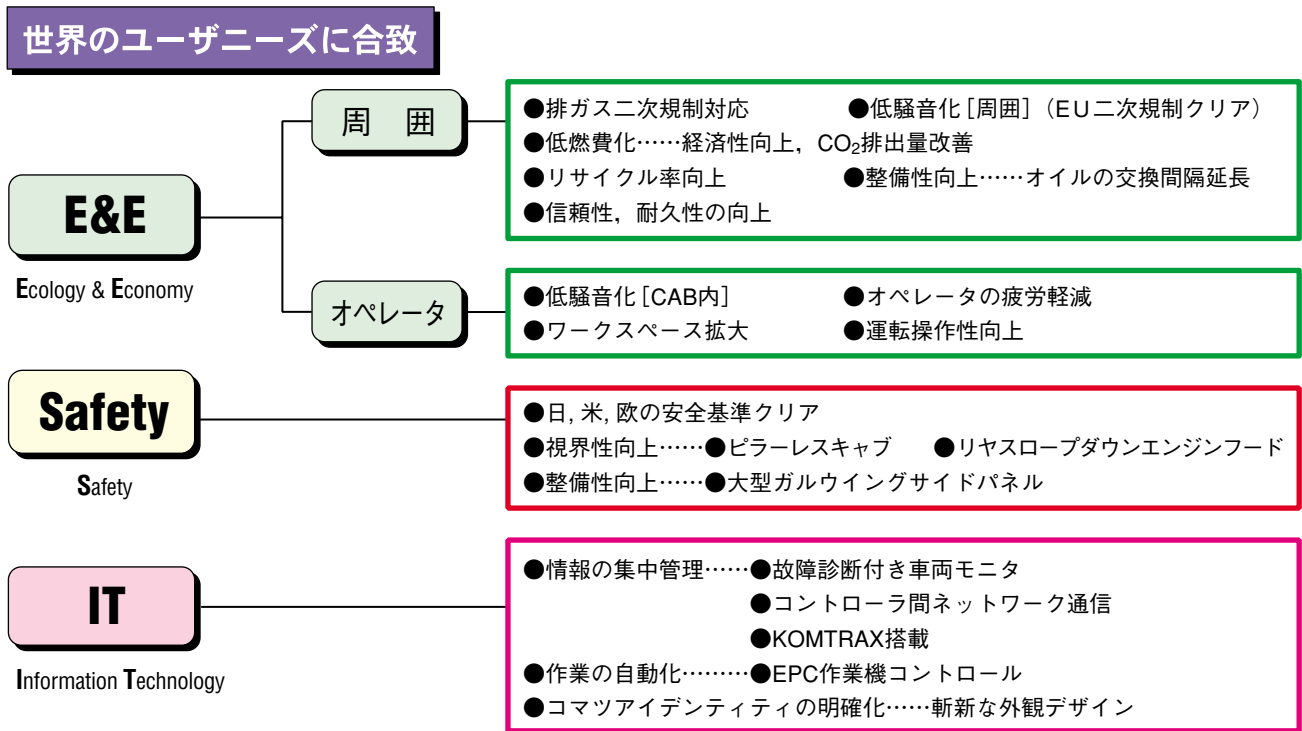 世界のユーザニーズに合致
周　囲
●排ガス二次規制対応　●低騒音化[周囲]（EU二次規制クリア）
●低燃費化……経済性向上，CO₂排出量改善
●リサイクル率向上　●整備性向上……オイルの交換間隔延長
●信頼性，耐久性の向上
E&E
Ecology & Economy
オペレータ
●低騒音化[CAB内]　●オペレータの疲労軽減
●ワークスペース拡大　●運転操作性向上
Safety
Safety
●日, 米, 欧の安全基準クリア
●視界性向上……●ピラーレスキャブ　●リヤスロープダウンエンジンフード
●整備性向上……●大型ガルウイングサイドパネル
IT
Information Technology
●情報の集中管理……●故障診断付き車両モニタ
●コントローラ間ネットワーク通信
●KOMTRAX搭載
●作業の自動化………●EPC作業機コントロール
●コマツアイデンティティの明確化……斬新な外観デザイン